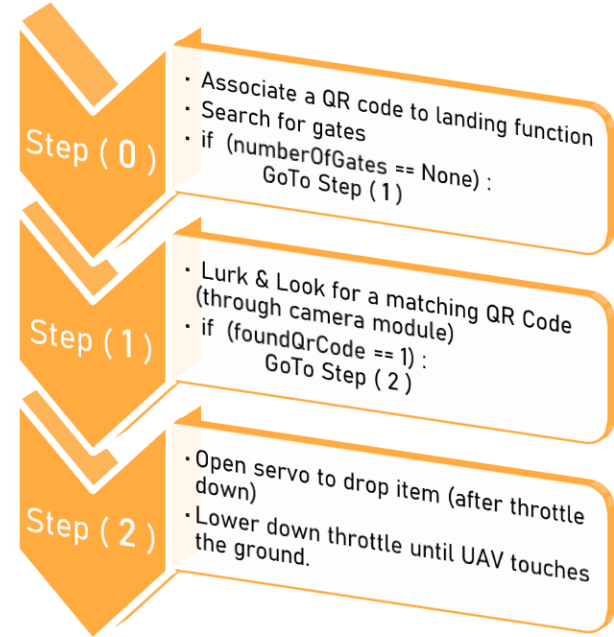 Step ( 0 )
· Associate a QR code to landing function
· Search for gates
· if (numberOfGates == None) :
GoTo Step ( 1 )
Step ( 1 )
· Lurk & Look for a matching QR Code
(through camera module)
· if (foundQrCode == 1) :
GoTo Step ( 2 )
Step ( 2 )
· Open servo to drop item (after throttle
down)
· Lower down throttle until UAV touches
the ground.